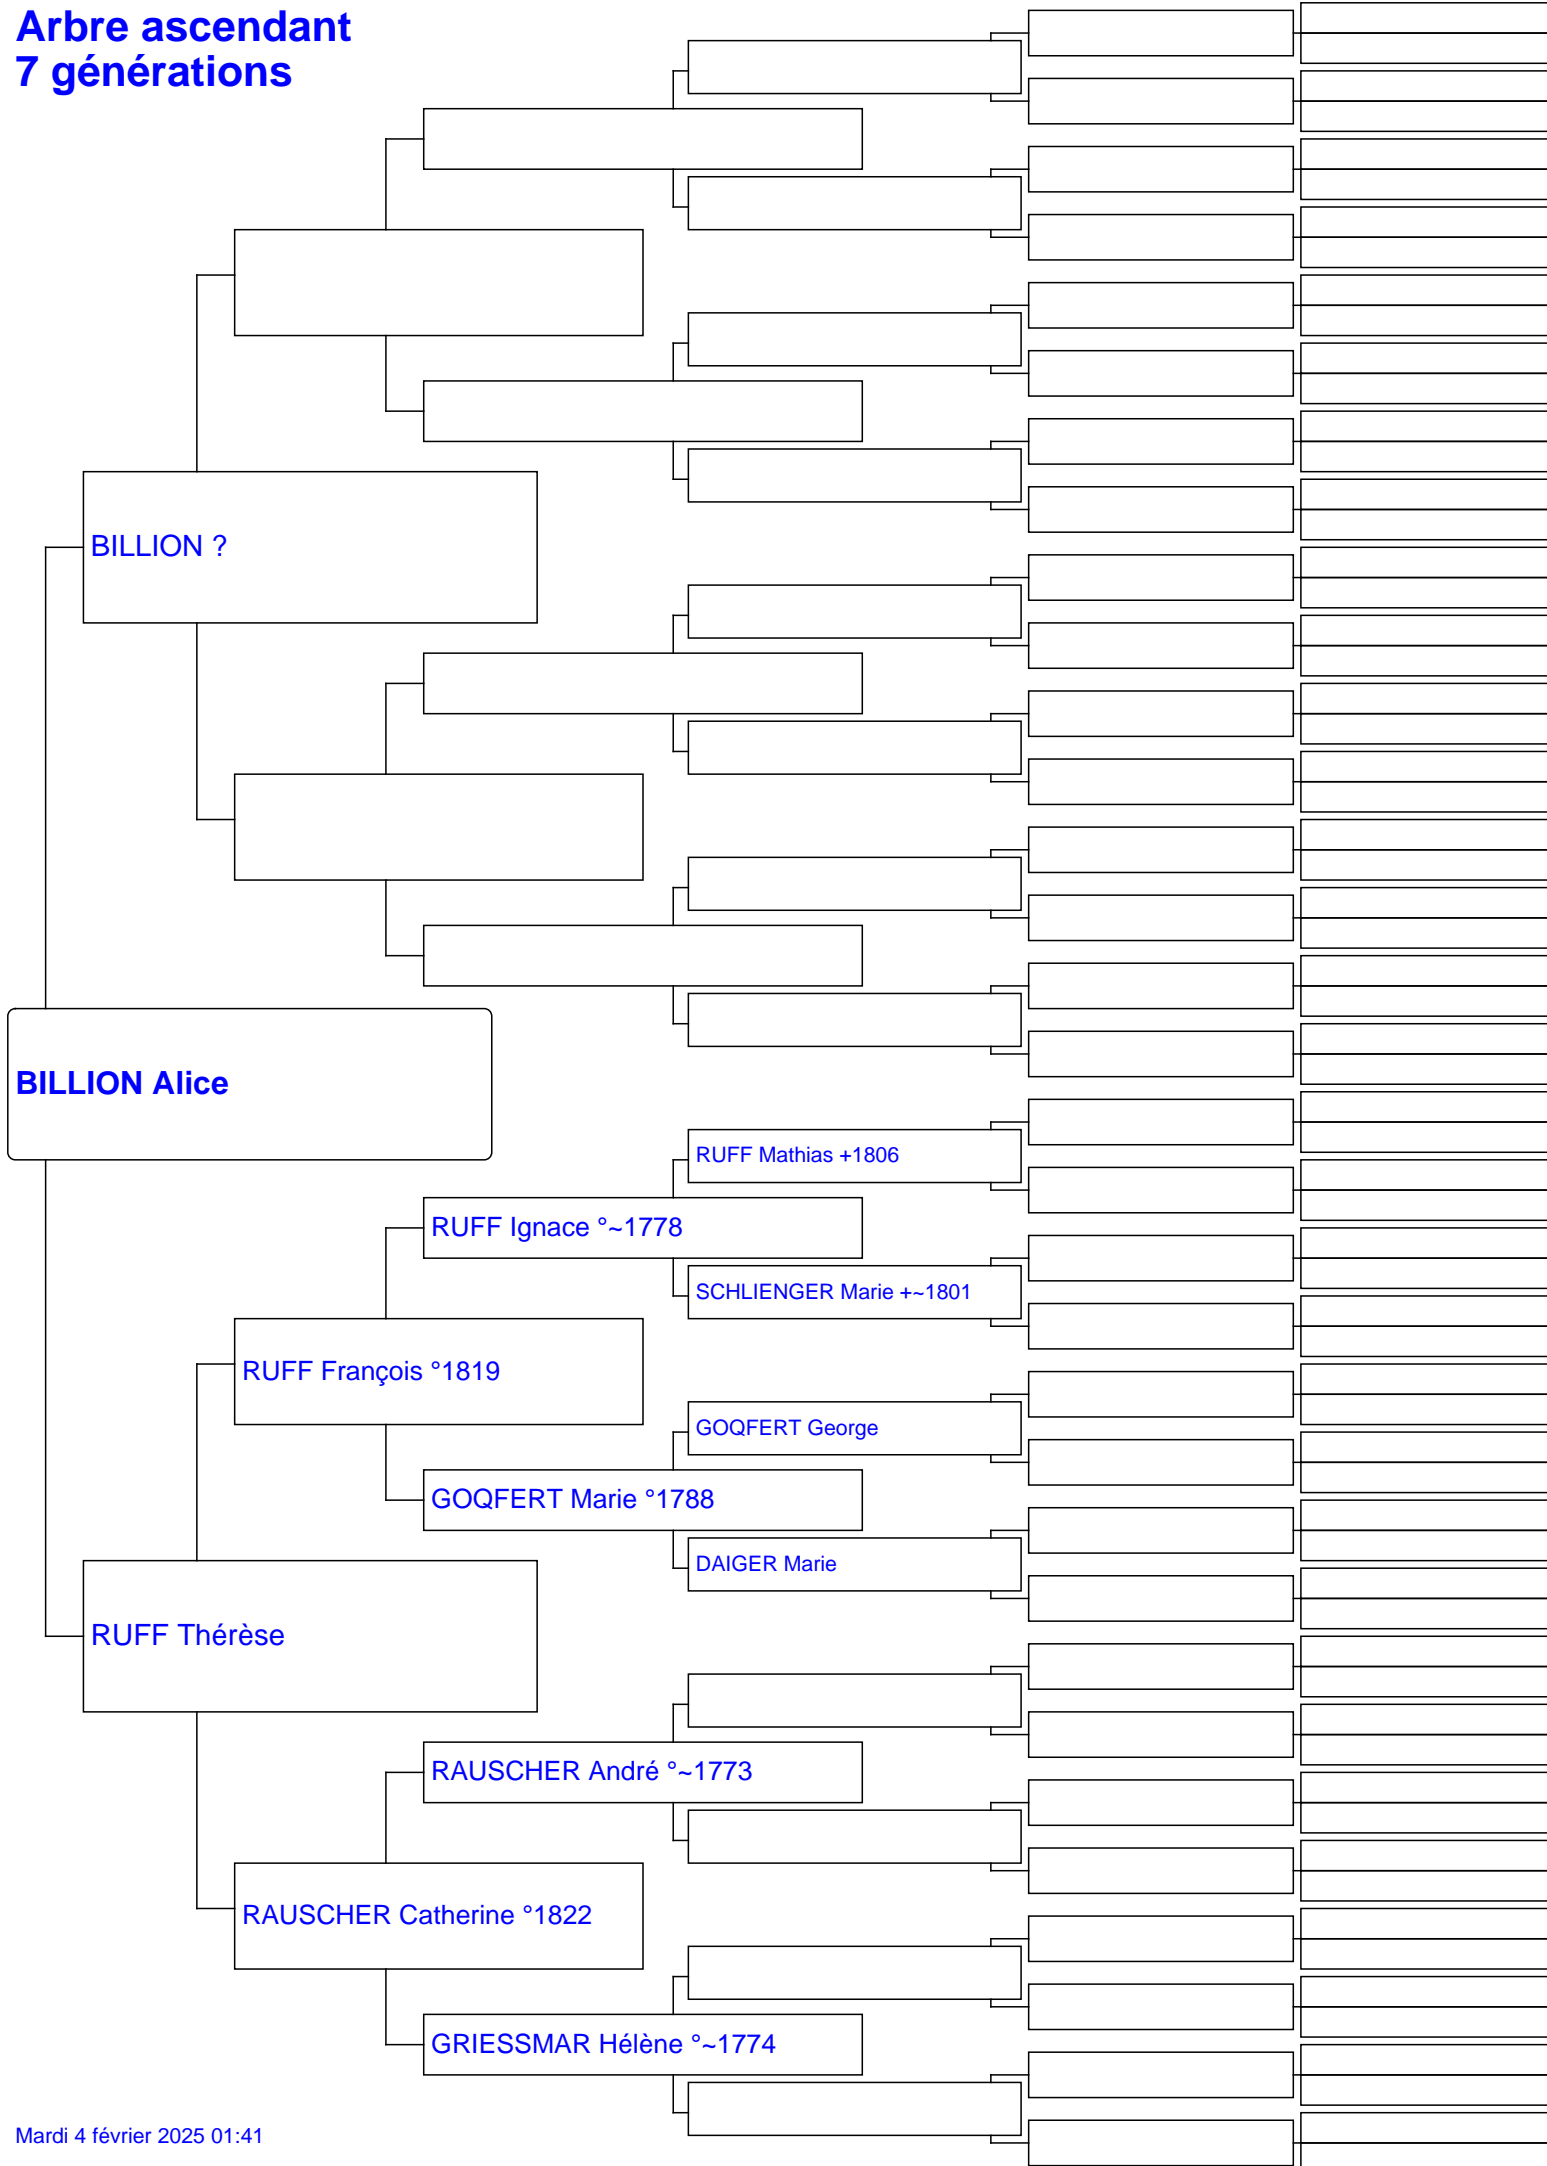 Arbre ascendant
7 générations
BILLION ?
BILLION Alice
RUFF Mathias +1806
RUFF Ignace °~1778
SCHLIENGER Marie +~1801
RUFF François °1819
GOQFERT George
GOQFERT Marie °1788
DAIGER Marie
RUFF Thérèse
RAUSCHER André °~1773
RAUSCHER Catherine °1822
GRIESSMAR Hélène °~1774
Mardi 4 février 2025 01:41